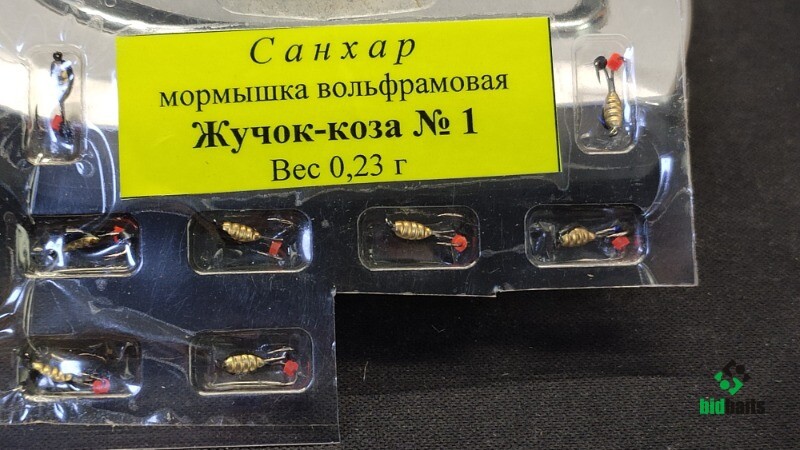 Санхар
мормышка вольфрамовая
Жучок-коза № 1
Вес 0,23 г
bidbaits